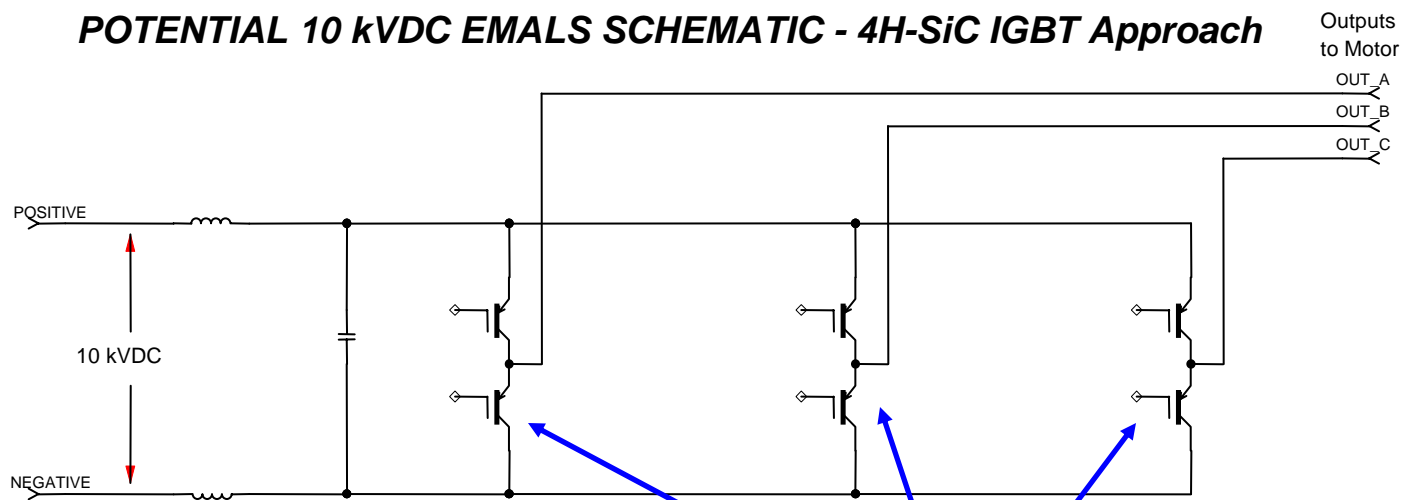 POTENTIAL 10 kVDC EMALS SCHEMATIC - 4H-SiC IGBT Approach
Outputs
to Motor
OUT_A
OUT_B
OUT_C
POSITIVE
10 kVDC
NEGATIVE